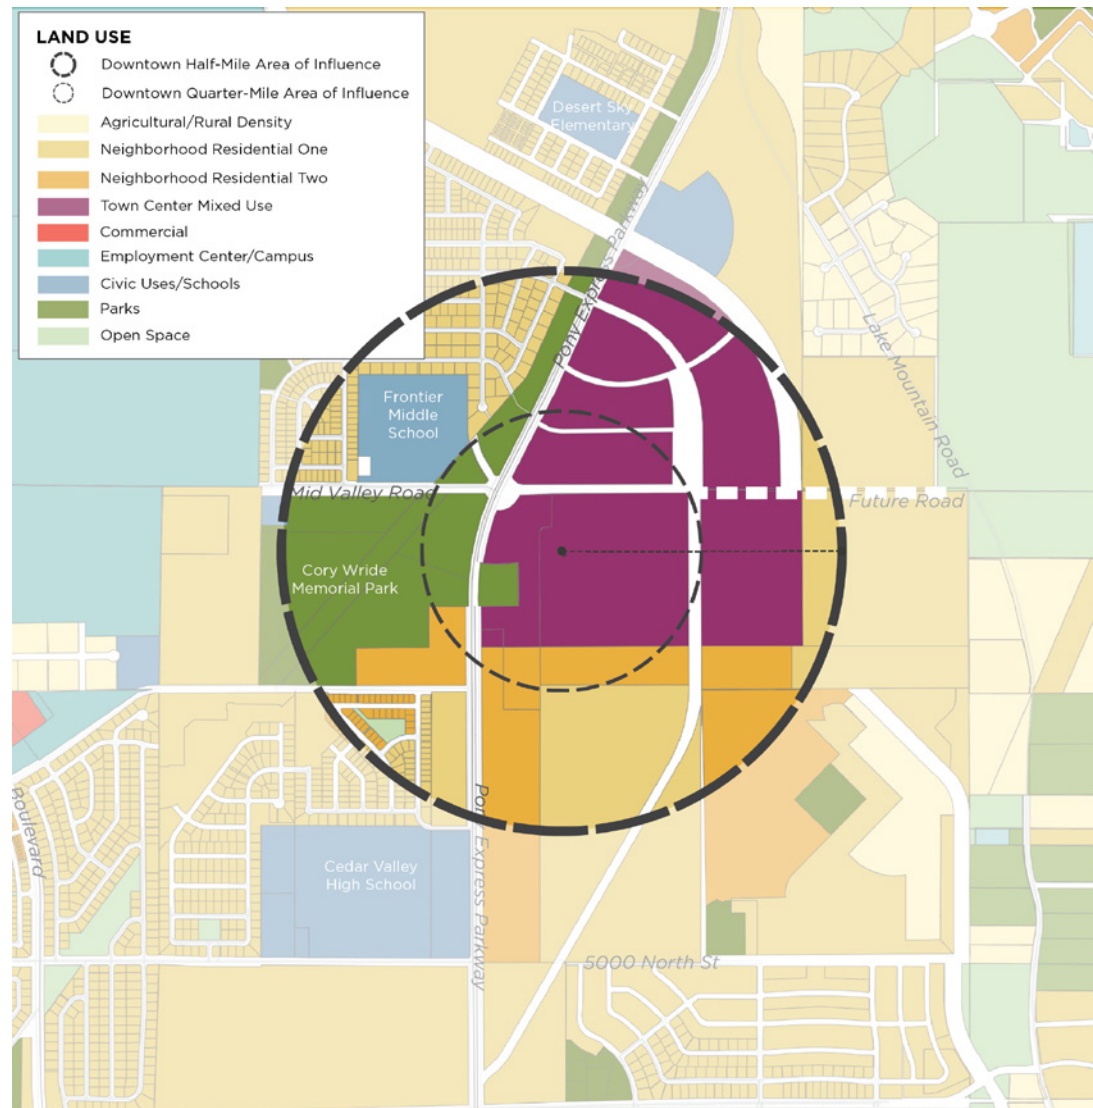 LAND USE
Downtown Half-Mile Area of Influence
Downtown Quarter-Mile Area of Influence
Agricultural/Rural Density
Neighborhood Residential One
Neighborhood Residential Two
Town Center Mixed Use
Commercial
Employment Center/Campus
Civic Uses/Schools
Parks
Open Space
Desert Sky
Elementary
Pony Express Parkway
Lake Mountain Road
Frontier
Middle
School
Mid Valley Road
Future Road
Cory Wride
Memorial Park
Boulevard
Pony Express Parkway
Cedar Valley
High School
5000 North St